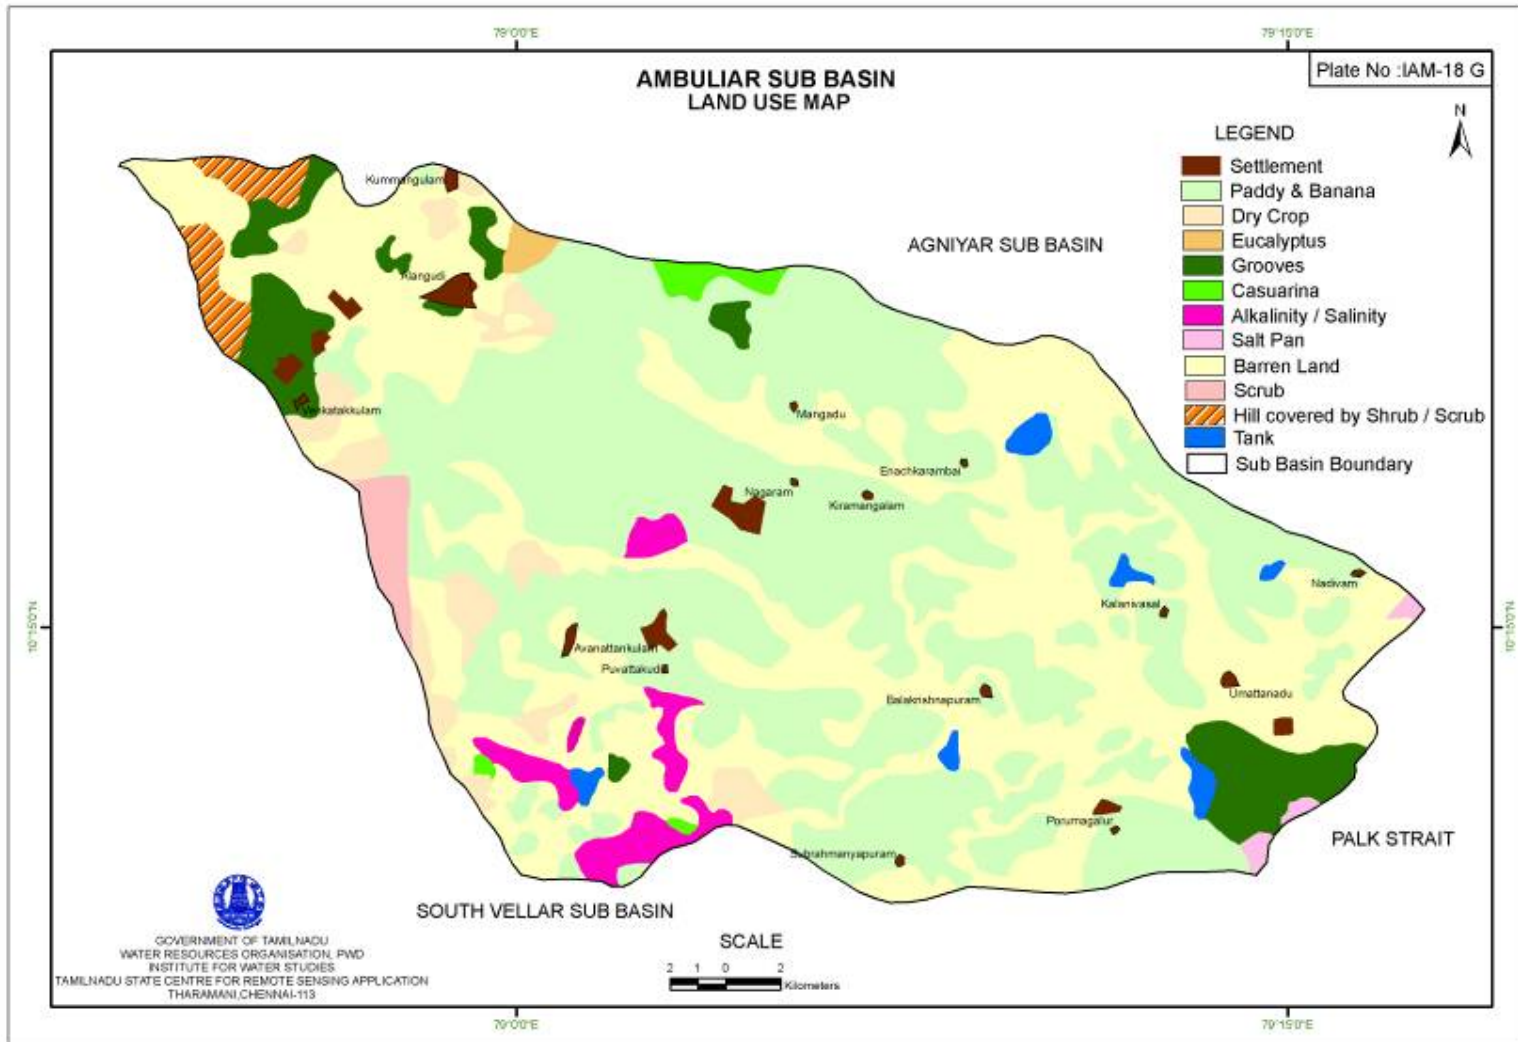 79°0'0"E
79°15'0"E
Plate No :IAM-18 G
AMBULIAR SUB BASIN
LAND USE MAP
N
LEGEND
Settlement
Paddy & Banana
Dry Crop
Eucalyptus
Grooves
Casuarina
Alkalinity / Salinity
Salt Pan
Barren Land
Scrub
Hill covered by Shrub / Scrub
Tank
Sub Basin Boundary
AGNIYAR SUB BASIN
Kummangulam
Alangudi
Venkatakkulam
Mangadu
Enachkarambai
Nagaram
Kiramangalam
Nadivam
Kalanivasal
10°15'0"N
10°15'0"N
Avanattankulam
Puvattakudi
Balakrishnapuram
Umattanadu
Porumagalur
Subrahmanyapuram
PALK STRAIT
SOUTH VELLAR SUB BASIN
GOVERNMENT OF TAMILNADU
WATER RESOURCES ORGANISATION, PWD
INSTITUTE FOR WATER STUDIES
TAMILNADU STATE CENTRE FOR REMOTE SENSING APPLICATION
THARAMANI,CHENNAI-113
SCALE
2 1 0 2
Kilometers
79°0'0"E
79°15'0"E